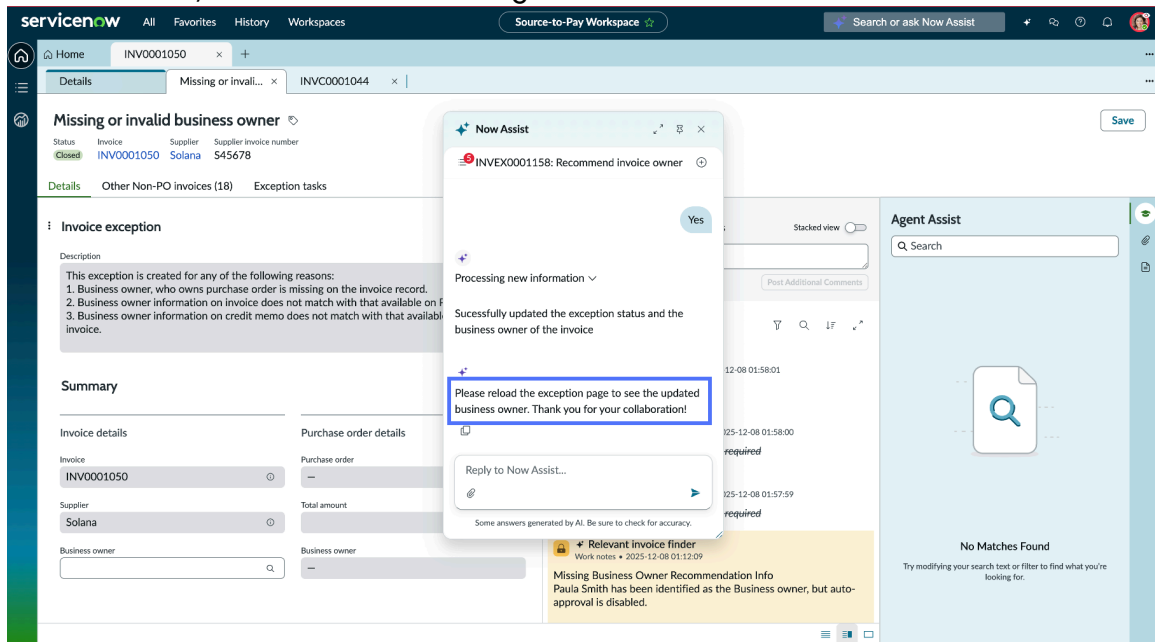 servicenow All Favorites History Workspaces Source-to-Pay Workspace Search or ask Now Assist
Home INV0001050 × +
Details Missing or invali... × INVC0001044 ×
Missing or invalid business owner
Save
Status Invoice Supplier Supplier invoice number
Closed INV0001050 Solana S45678
Details Other Non-PO invoices (18) Exception tasks
Invoice exception
Description
This exception is created for any of the following reasons:
1. Business owner, who owns purchase order is missing on the invoice record.
2. Business owner information on invoice does not match with that available on
3. Business owner information on credit memo does not match with that
invoice.
Summary
Invoice details Purchase order details
Invoice Purchase order
INV0001050 —
Supplier Total amount
Solana
Business owner Business owner
—
Now Assist
5 INVEX0001158: Recommend invoice owner
Yes
Processing new information
Sucessfully updated the exception status and the
business owner of the invoice
Please reload the exception page to see the updated
business owner. Thank you for your collaboration!
Reply to Now Assist...
Some answers generated by AI. Be sure to check for accuracy.
Stacked view
Post Additional Comments
12-08 01:58:01
12-08 01:58:00
required
12-08 01:57:59
required
Relevant invoice finder
Work notes • 2025-12-08 01:12:09
Missing Business Owner Recommendation Info
Paula Smith has been identified as the Business owner, but auto-
approval is disabled.
Agent Assist
Search
No Matches Found
Try modifying your search text or filter to find what you're
looking for.